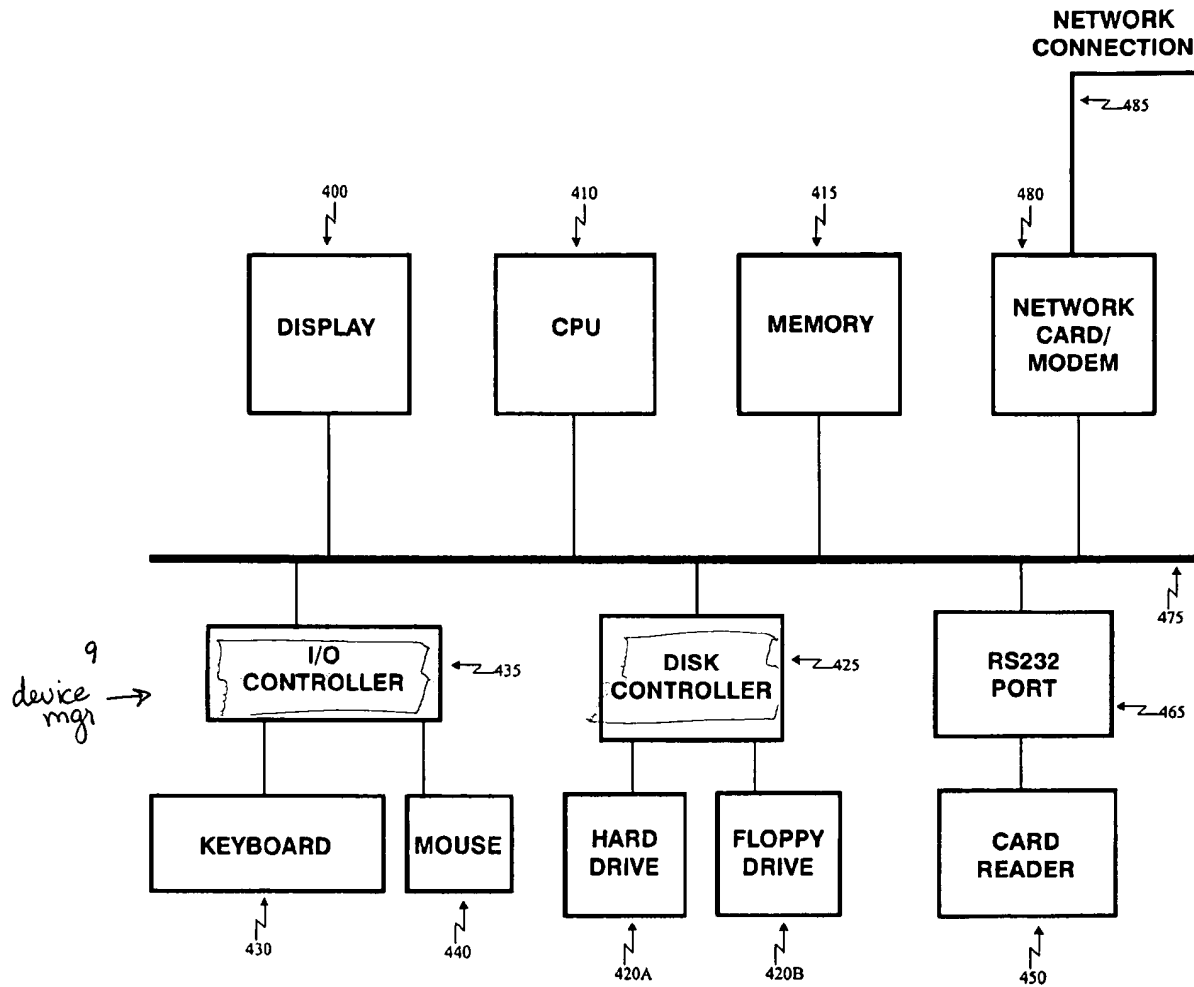 NETWORK
CONNECTION
485
400
410
415
480
DISPLAY
CPU
MEMORY
NETWORK
CARD/
MODEM
475
9
device
mgr
I/O
CONTROLLER
435
DISK
CONTROLLER
425
RS232
PORT
465
KEYBOARD
MOUSE
HARD
DRIVE
FLOPPY
DRIVE
CARD
READER
430
440
420A
420B
450